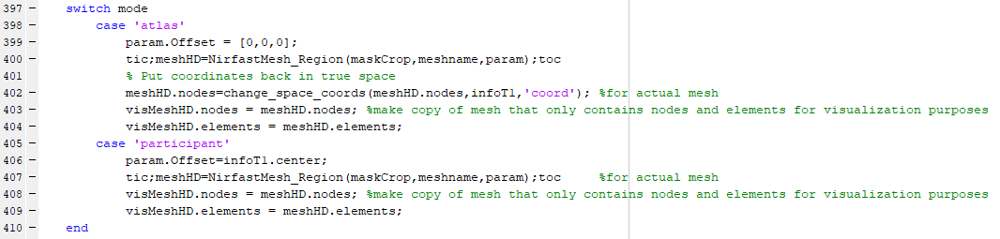 397 – switch mode
398 – case 'atlas'
399 – param.Offset = [0,0,0];
400 – tic;meshHD=NirfastMesh_Region(maskCrop,meshname,param);toc
401 % Put coordinates back in true space
402 – meshHD.nodes=change_space_coords(meshHD.nodes,infoT1,'coord'); %for actual mesh
403 – visMeshHD.nodes = meshHD.nodes; %make copy of mesh that only contains nodes and elements for visualization purposes
404 – visMeshHD.elements = meshHD.elements;
405 – case 'participant'
406 – param.Offset=infoT1.center;
407 – tic;meshHD=NirfastMesh_Region(maskCrop,meshname,param);toc %for actual mesh
408 – visMeshHD.nodes = meshHD.nodes; %make copy of mesh that only contains nodes and elements for visualization purposes
409 – visMeshHD.elements = meshHD.elements;
410 – end